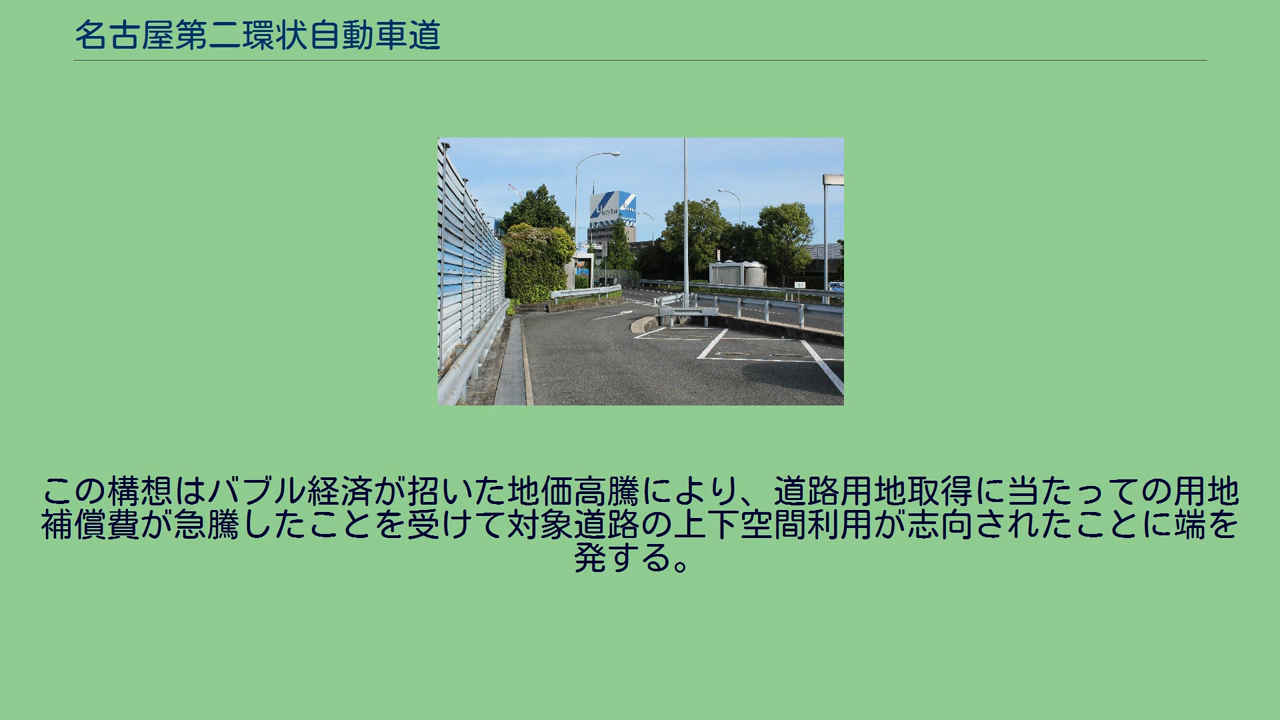 名古屋第二環状自動車道
この構想はバブル経済が招いた地価高騰により、道路用地取得に当たっての用地
補償費が急騰したことを受けて対象道路の上下空間利用が志向されたことに端を
発する。